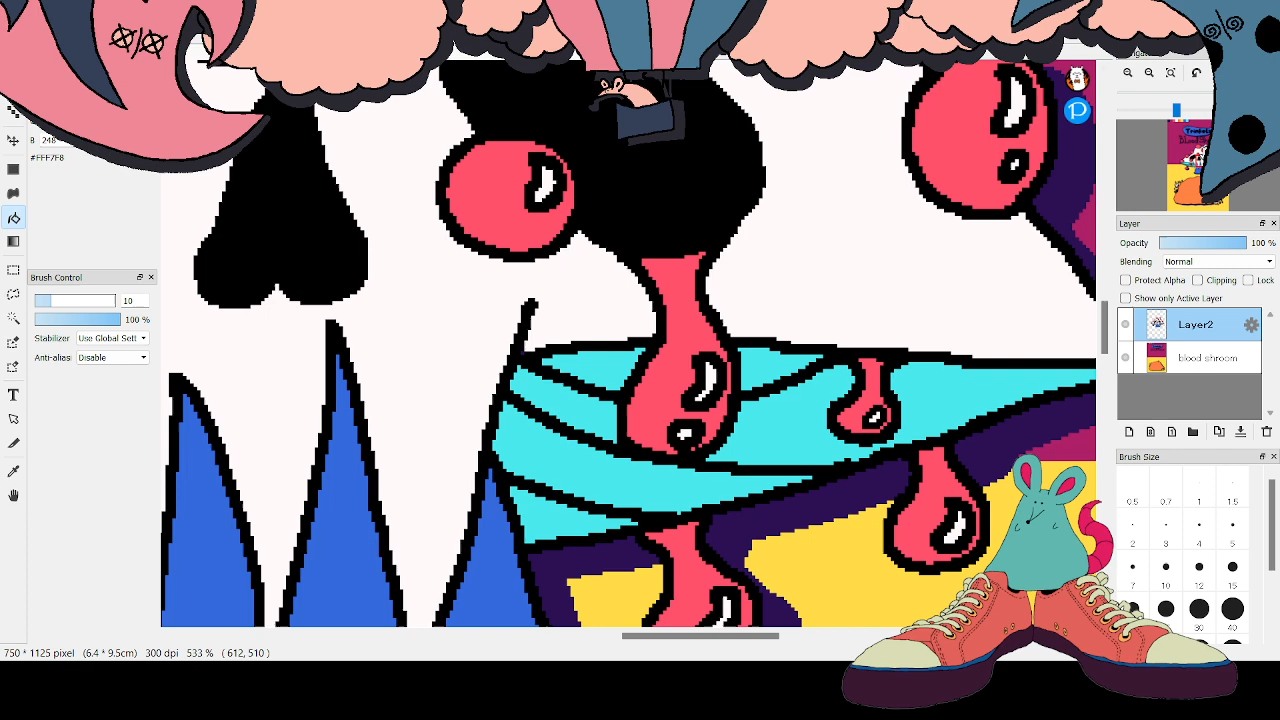 B 248
#FFF7F8
Brush Control
10
100 %
Stabilizer Use Global Sett
Anti-alias: Disable
Layer
Opacity 100 %
Blending Normal
Protect Alpha Clipping Lock
Show only Active Layer
Layer2
blood shroom
Brush Size
0.5 0.7 1 1.5
2 3 4 5
7 10 12 15
30 40
750 * 1125 pixel (6.4 * 9.5cm) 300 dpi 533 % ( 612, 510 )